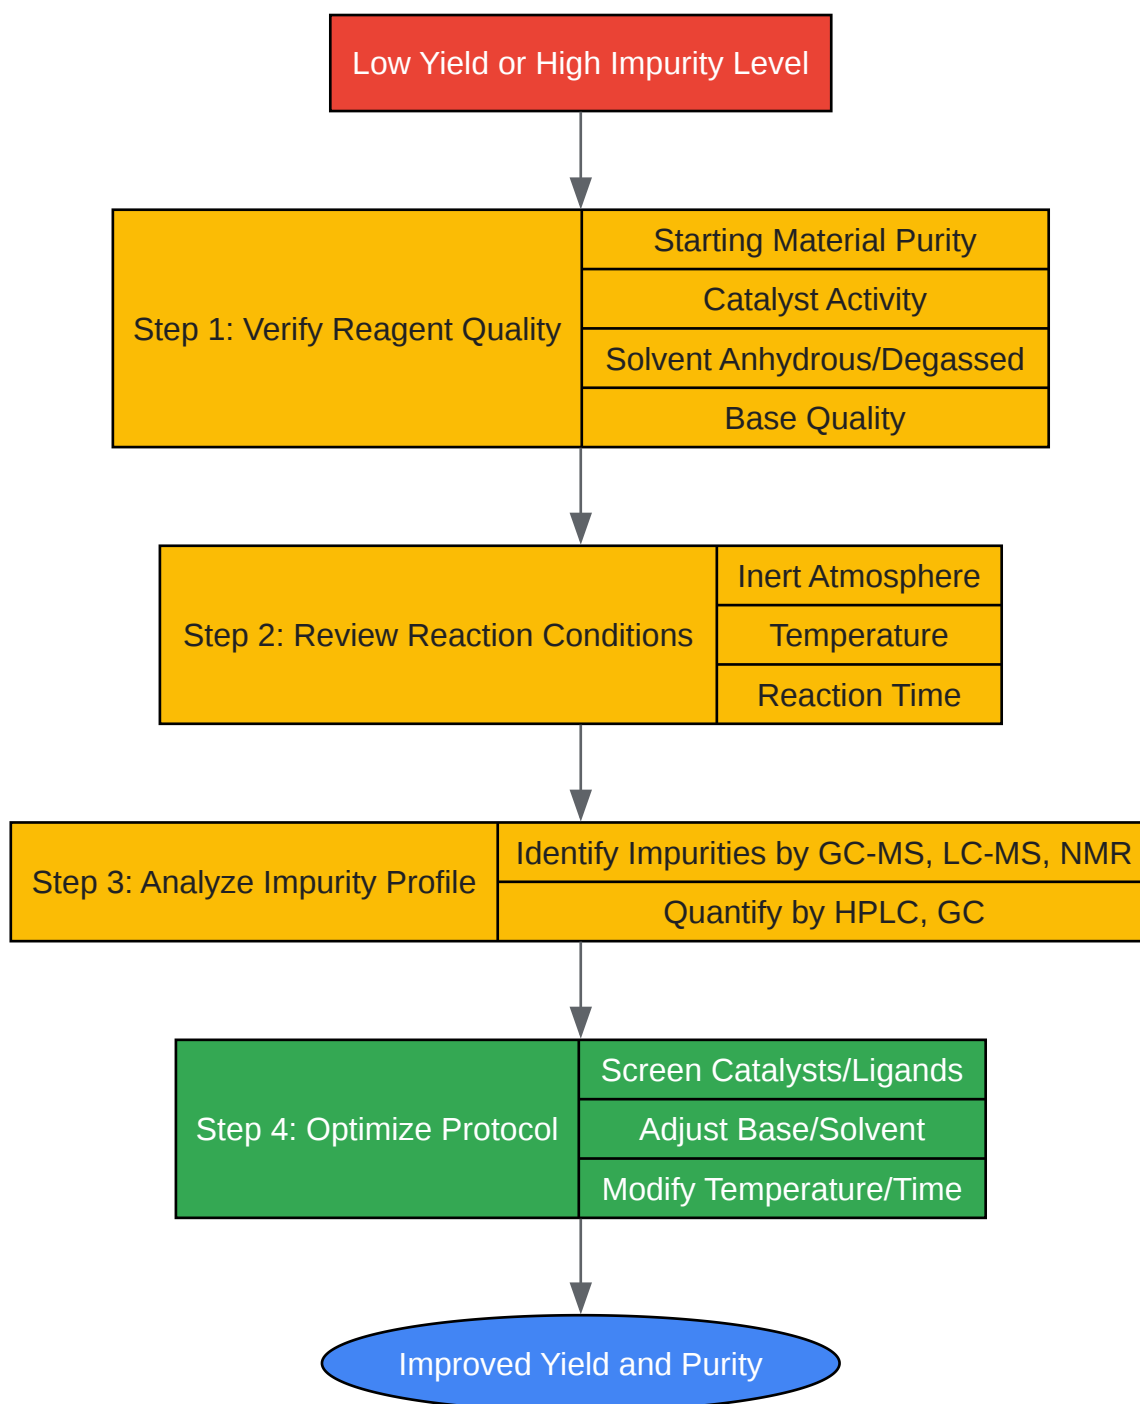 Low Yield or High Impurity Level
Step 1: Verify Reagent Quality
Starting Material Purity
Catalyst Activity
Solvent Anhydrous/Degassed
Base Quality
Step 2: Review Reaction Conditions
Inert Atmosphere
Temperature
Reaction Time
Step 3: Analyze Impurity Profile
Identify Impurities by GC-MS, LC-MS, NMR
Quantify by HPLC, GC
Step 4: Optimize Protocol
Screen Catalysts/Ligands
Adjust Base/Solvent
Modify Temperature/Time
Improved Yield and Purity